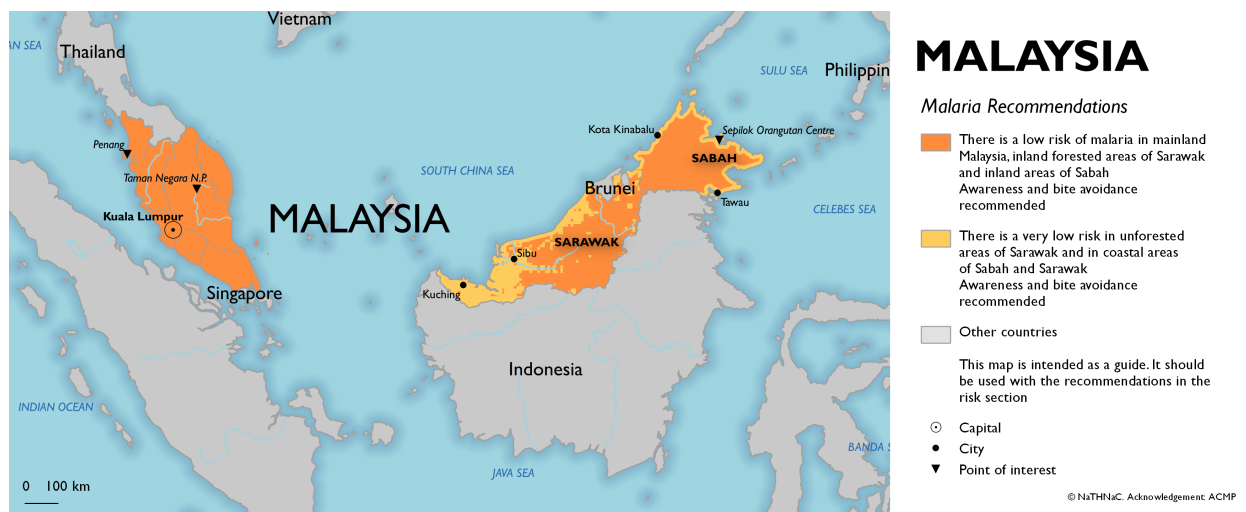 Vietnam
AN SEA
Thailand
SULU SEA
Philippin
Penang
Kota Kinabalu
Sepilok Orangutan Centre
SABAH
SOUTH CHINA SEA
Taman Negara N.P.
Brunei
Tawau
Kuala Lumpur
MALAYSIA
CELEBES SEA
SARAWAK
Sibu
Singapore
Kuching
Indonesia
INDIAN OCEAN
BANDA S
JAVA SEA
0 100 km
MALAYSIA
Malaria Recommendations
There is a low risk of malaria in mainland
Malaysia, inland forested areas of Sarawak
and inland areas of Sabah
Awareness and bite avoidance
recommended
There is a very low risk in unforested
areas of Sarawak and in coastal areas
of Sabah and Sarawak
Awareness and bite avoidance
recommended
Other countries
This map is intended as a guide. It should
be used with the recommendations in the
risk section
Capital
City
Point of interest
© NaTHNaC. Acknowledgement: ACMP